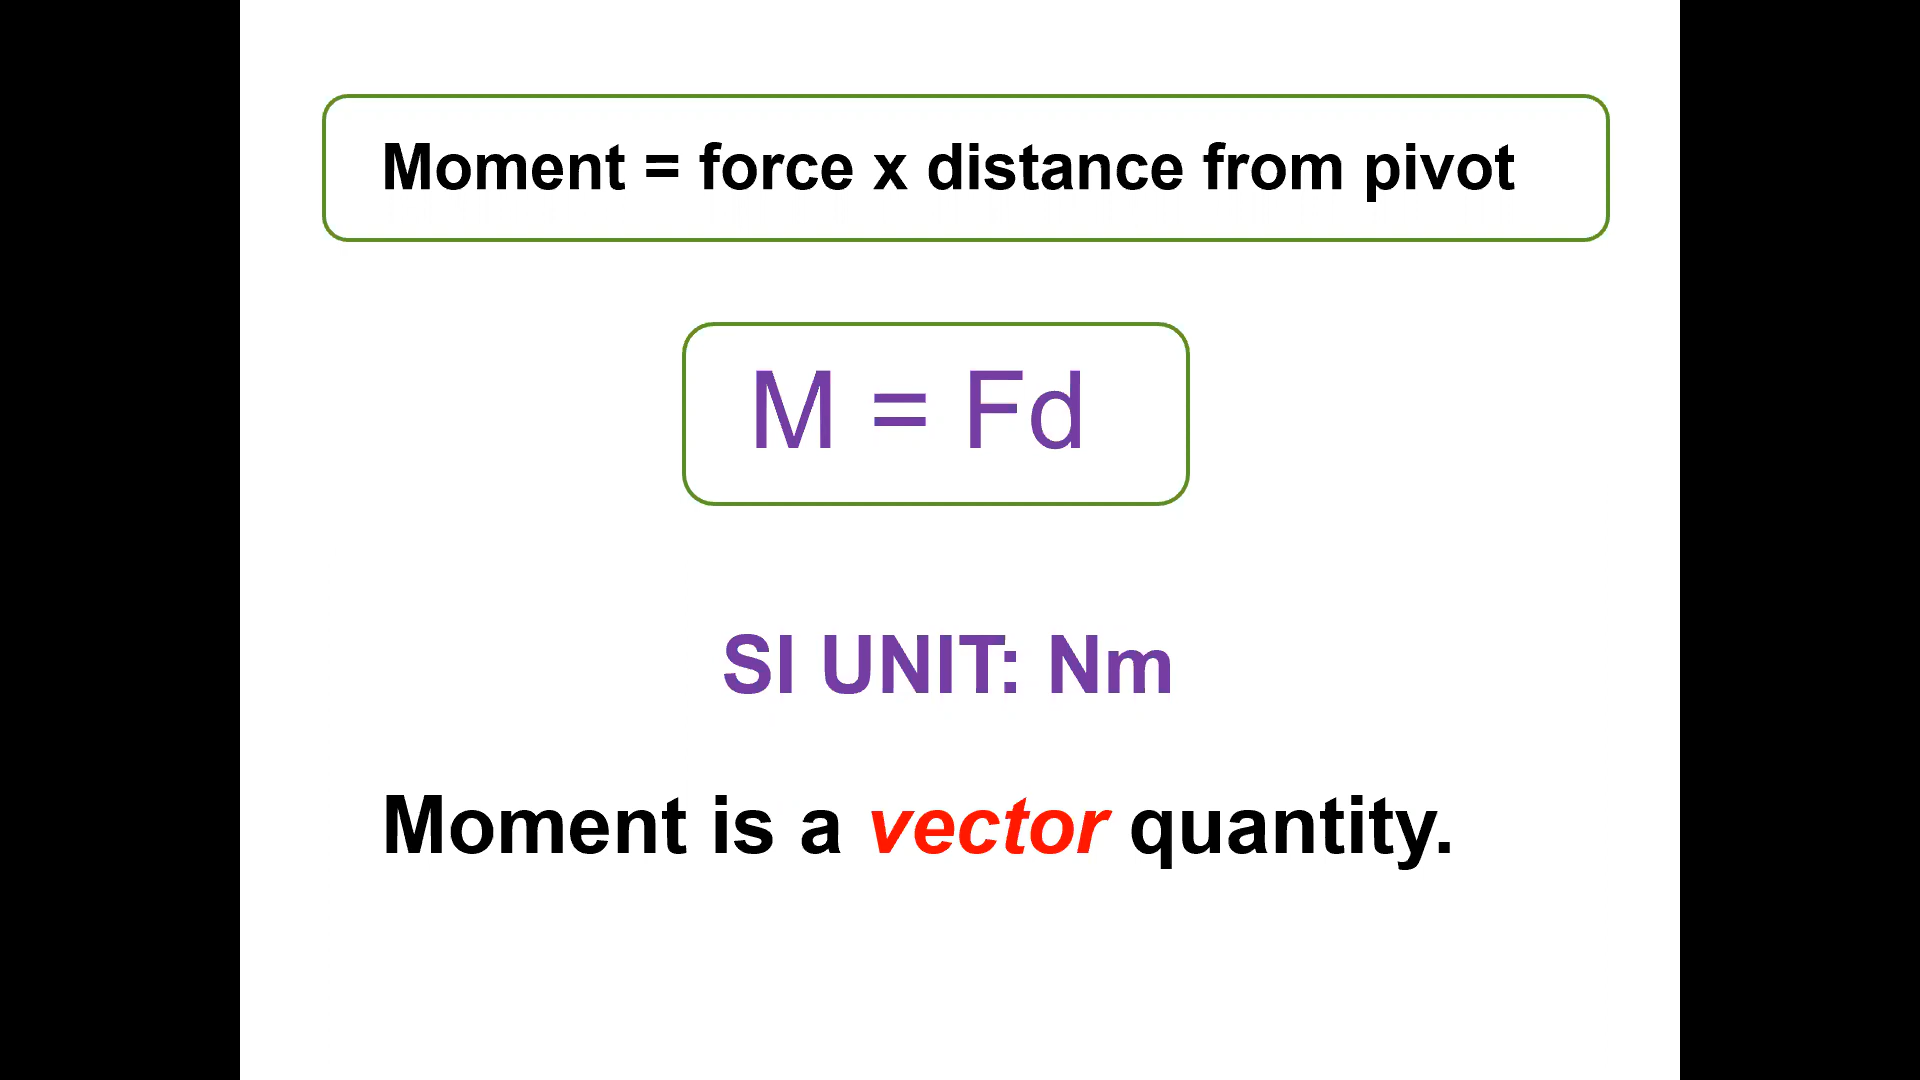 Moment = force x distance from pivot
M = Fd
SI UNIT: Nm
Moment is a vector quantity.